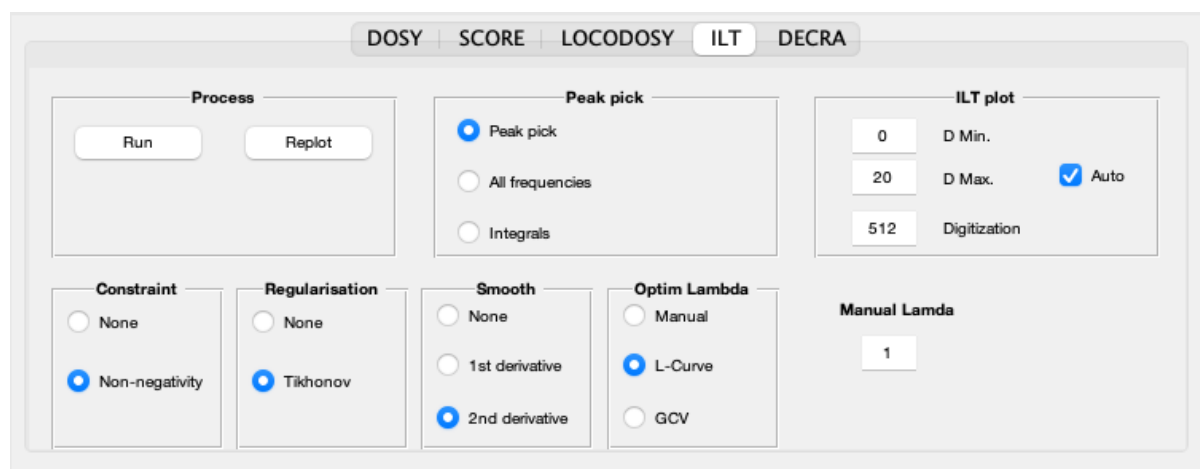 DOSY SCORE LOCODOSY ILT DECRA
Process
Run Replot
Peak pick
Peak pick
All frequencies
Integrals
ILT plot
0 D Min.
20 D Max. Auto
512 Digitization
Constraint
None
Non-negativity
Regularisation
None
Tikhonov
Smooth
None
1st derivative
2nd derivative
Optim Lambda
Manual
L-Curve
GCV
Manual Lamda
1